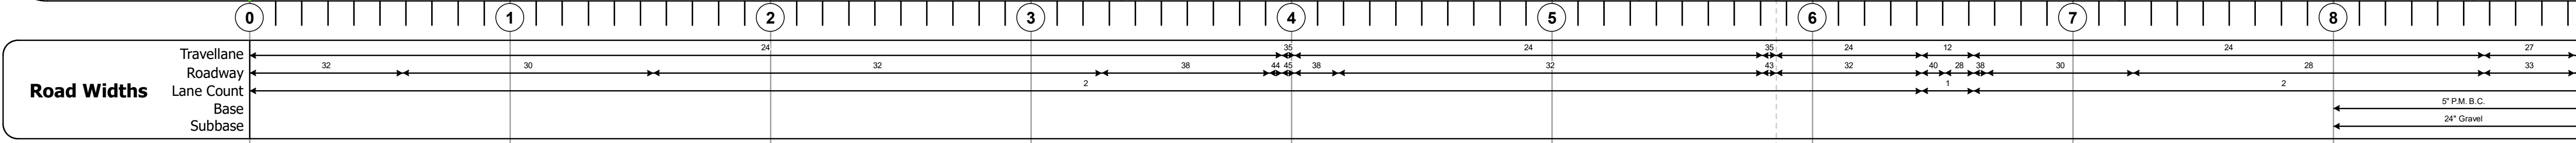 0 1 2 3 4 5 6 7 8
Travellane 24 35 24 35 24 12 24 27
Roadway 32 30 32 38 44 45 38 32 43 32 40 28 38 30 28 33
Road Widths
Lane Count 2 1 2
Base 5" P.M. B.C.
Subbase 24" Gravel